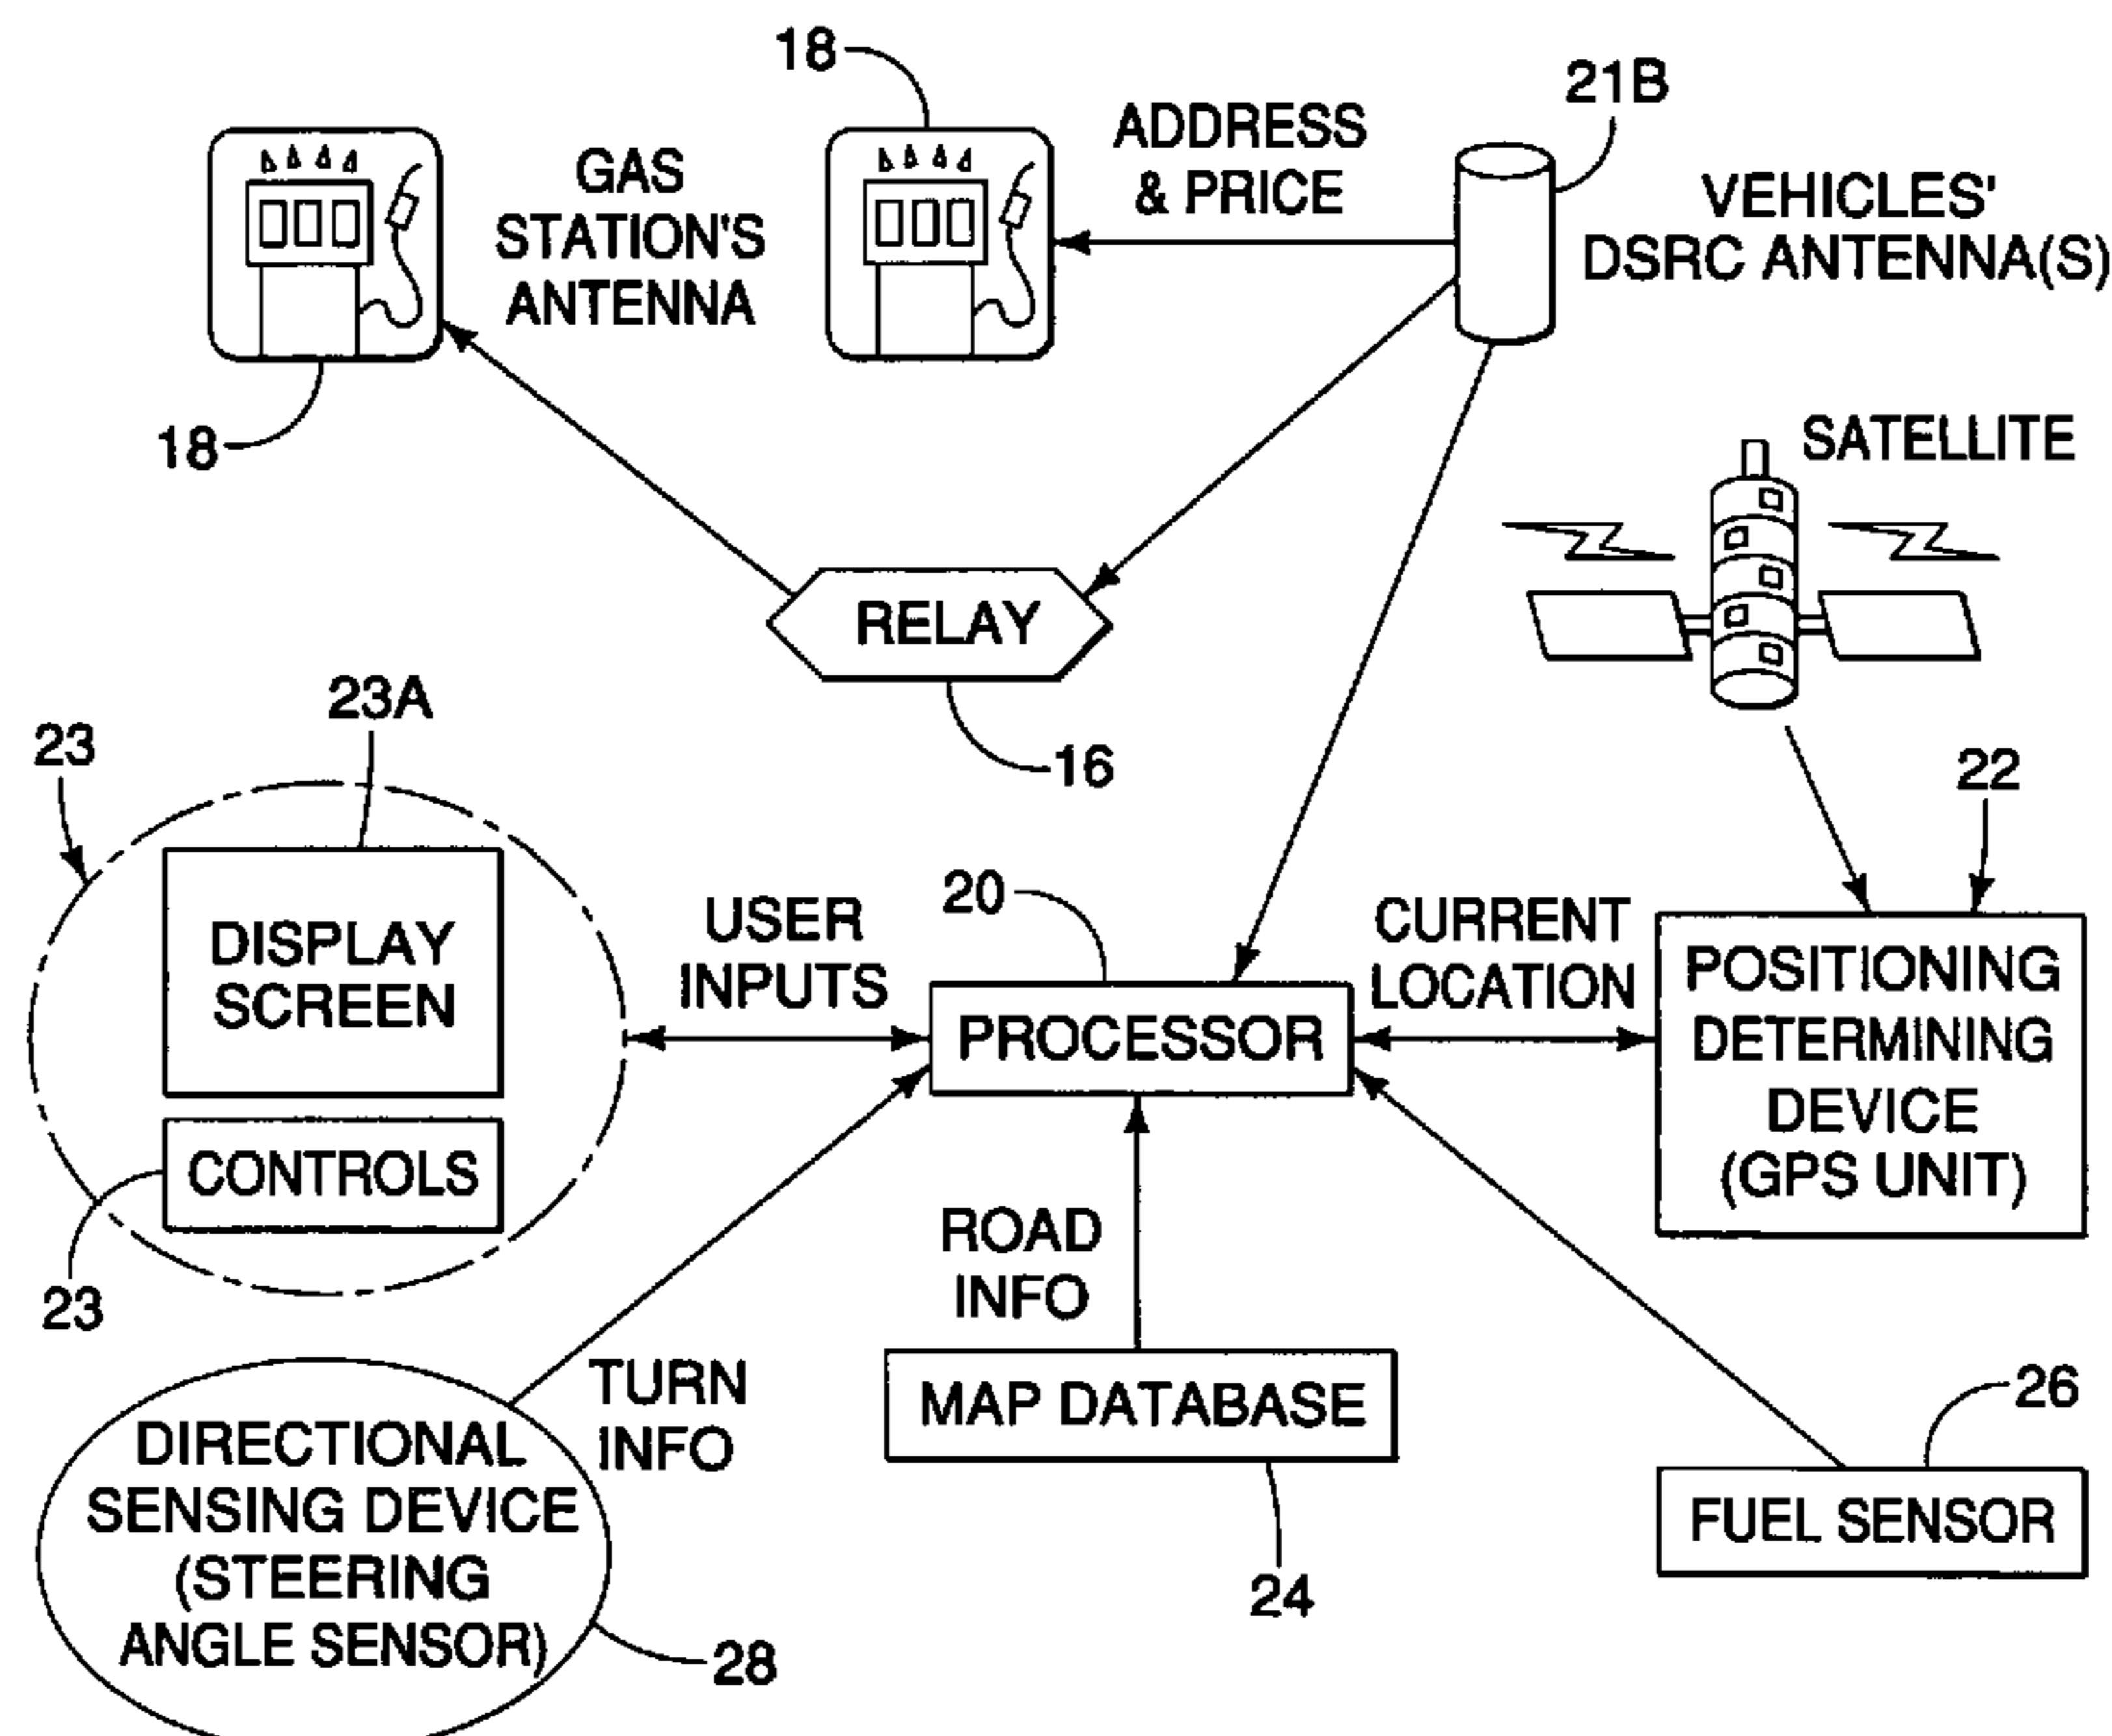 18
21B
ADDRESS
& PRICE
GAS
STATION'S
ANTENNA
VEHICLES'
DSRC ANTENNA(S)
18
SATELLITE
RELAY
16
23A
23
22
DISPLAY
SCREEN
USER
INPUTS
20
CURRENT
LOCATION
POSITIONING
DETERMINING
DEVICE
(GPS UNIT)
PROCESSOR
CONTROLS
23
ROAD
INFO
TURN
INFO
MAP DATABASE
24
26
FUEL SENSOR
DIRECTIONAL
SENSING DEVICE
(STEERING
ANGLE SENSOR)
28